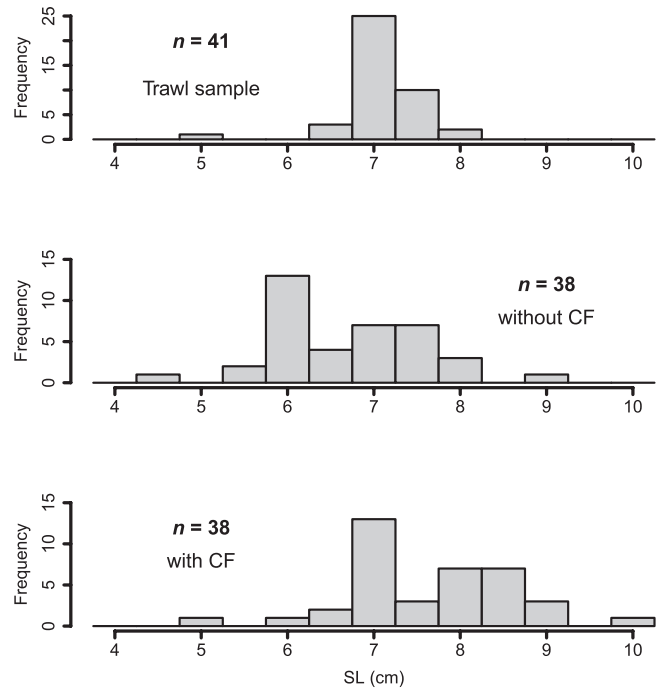 Frequency
25
15
5
0
n = 41
Trawl sample
4 5 6 7 8 9 10
Frequency
15
10
5
0
n = 38
without CF
4 5 6 7 8 9 10
Frequency
15
10
5
0
n = 38
with CF
4 5 6 7 8 9 10
SL (cm)